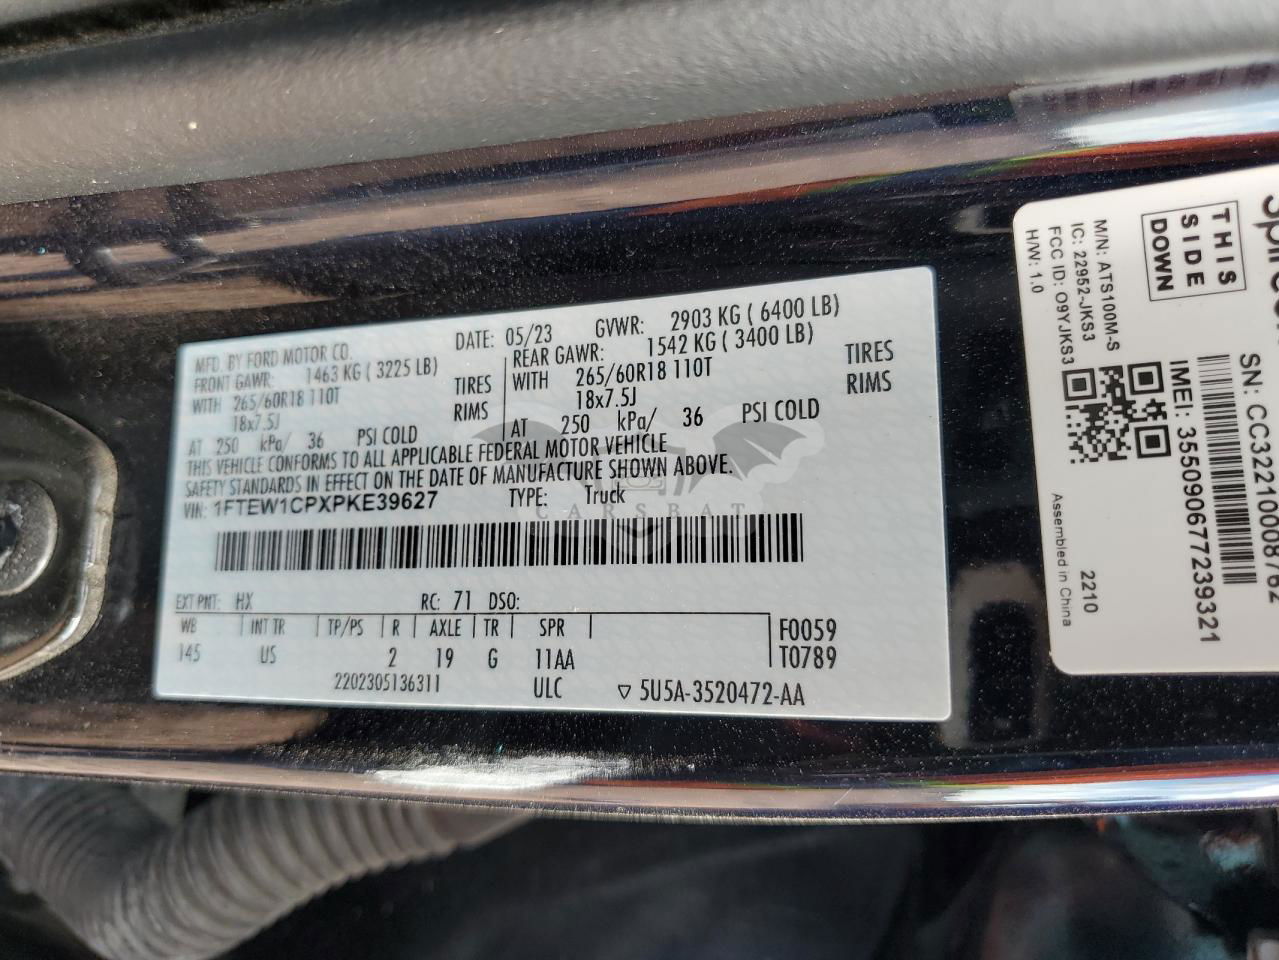 MFD. BY FORD MOTOR CO.
DATE: 05/23
GVWR: 2903 KG ( 6400 LB)
FRONT GAWR: 1463 KG ( 3225 LB)
REAR GAWR: 1542 KG ( 3400 LB)
WITH 265/60R18 110T TIRES
WITH 265/60R18 110T TIRES
18x7.5J RIMS
18x7.5J RIMS
AT 250 kPa/ 36 PSI COLD
AT 250 kPa/ 36 PSI COLD
THIS VEHICLE CONFORMS TO ALL APPLICABLE FEDERAL MOTOR VEHICLE
SAFETY STANDARDS IN EFFECT ON THE DATE OF MANUFACTURE SHOWN ABOVE.
VIN: 1FTEW1CPXPKE39627 TYPE: Truck
CARSBAT
EXT PNT: HX RC: 71 DSO:
WB INT TR TP/PS R AXLE TR SPR
F0059
145 US 2 19 G 11AA
T0789
2202305136311 ULC 5U5A-3520472-AA
THIS
SIDE
DOWN
M/N: ATS100M-S
IC: 22952-JKS3
FCC ID: O9YJKS3
H/W: 1.0
SN: CC32210008762
IMEI: 355090677239321
2210
Assembled in China